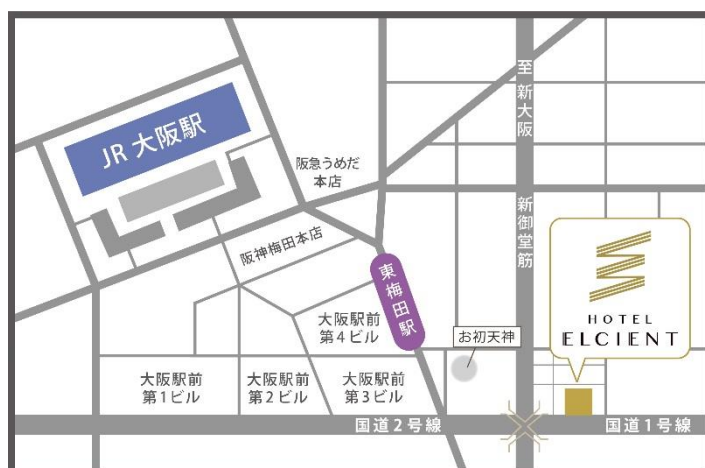 JR 大阪駅
阪急うめだ
本店
至 新大阪
新御堂筋
阪神梅田本店
東梅田駅
大阪駅前
第4ビル
お初天神
HOTEL
ELCIENT
大阪駅前
第1ビル
大阪駅前
第2ビル
大阪駅前
第3ビル
国道2号線
国道1号線